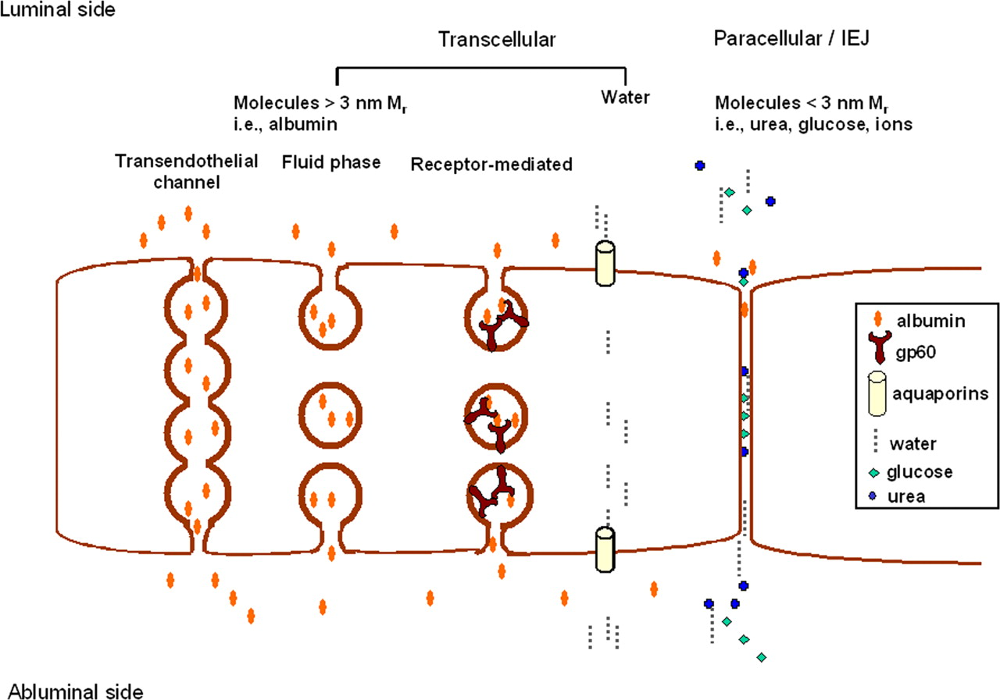 Luminal side
Transcellular
Paracellular / IEJ
Molecules > 3 nm Mr
i.e., albumin
Water
Molecules < 3 nm Mr
i.e., urea, glucose, ions
Transendothelial
channel
Fluid phase
Receptor-mediated
albumin
gp60
aquaporins
water
glucose
urea
Abluminal side